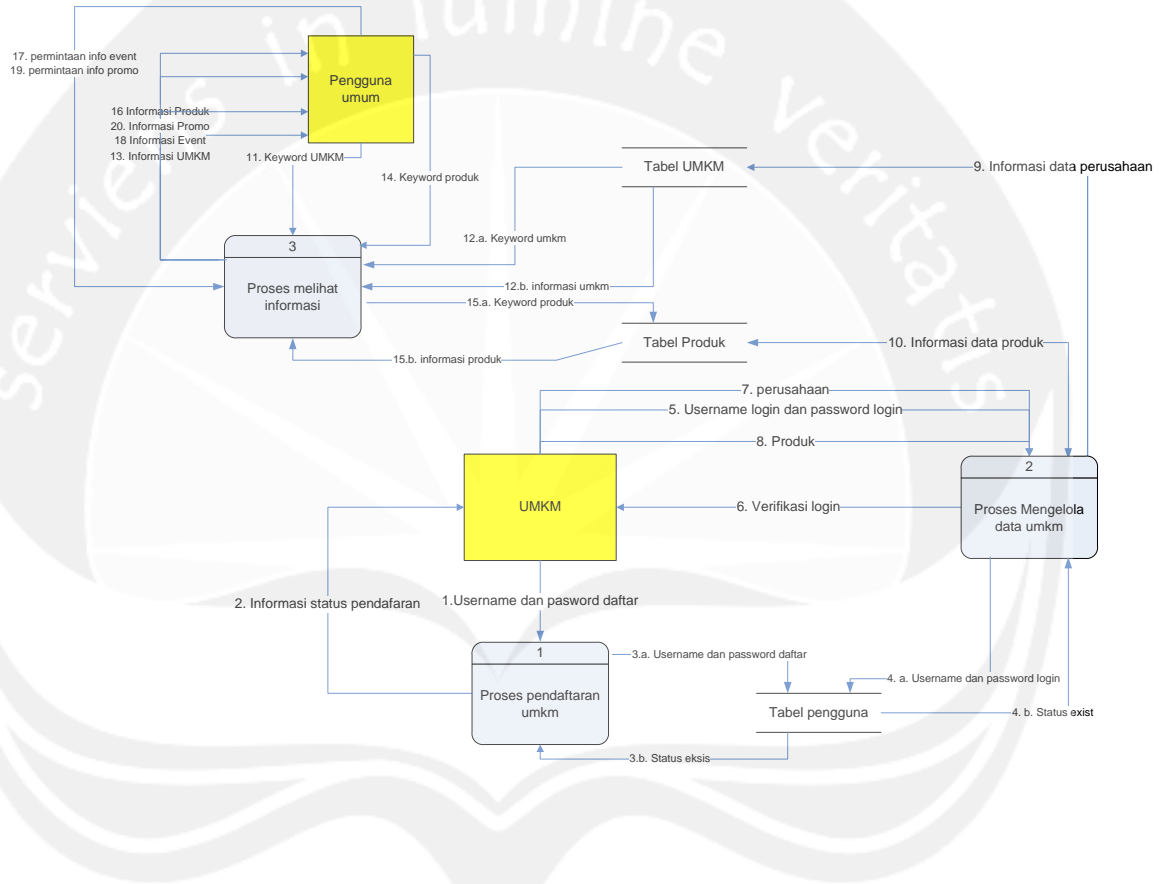 serviens in lumine veritatis
17. permintaan info event
19. permintaan info promo
Pengguna
umum
16 Informasi Produk
20. Informasi Promo
18 Informasi Event
13. Informasi UMKM
11. Keyword UMKM
14. Keyword produk
Tabel UMKM
9. Informasi data perusahaan
12.a. Keyword umkm
3
Proses melihat
informasi
12.b. informasi umkm
15.a. Keyword produk
Tabel Produk
10. Informasi data produk
15.b. informasi produk
7. perusahaan
5. Username login dan password login
8. Produk
2
Proses Mengelola
data umkm
UMKM
6. Verifikasi login
2. Informasi status pendafaran
1.Username dan pasword daftar
1
Proses pendaftaran
umkm
3.a. Username dan password daftar
4. a. Username dan password login
Tabel pengguna
4. b. Status exist
3.b. Status eksis